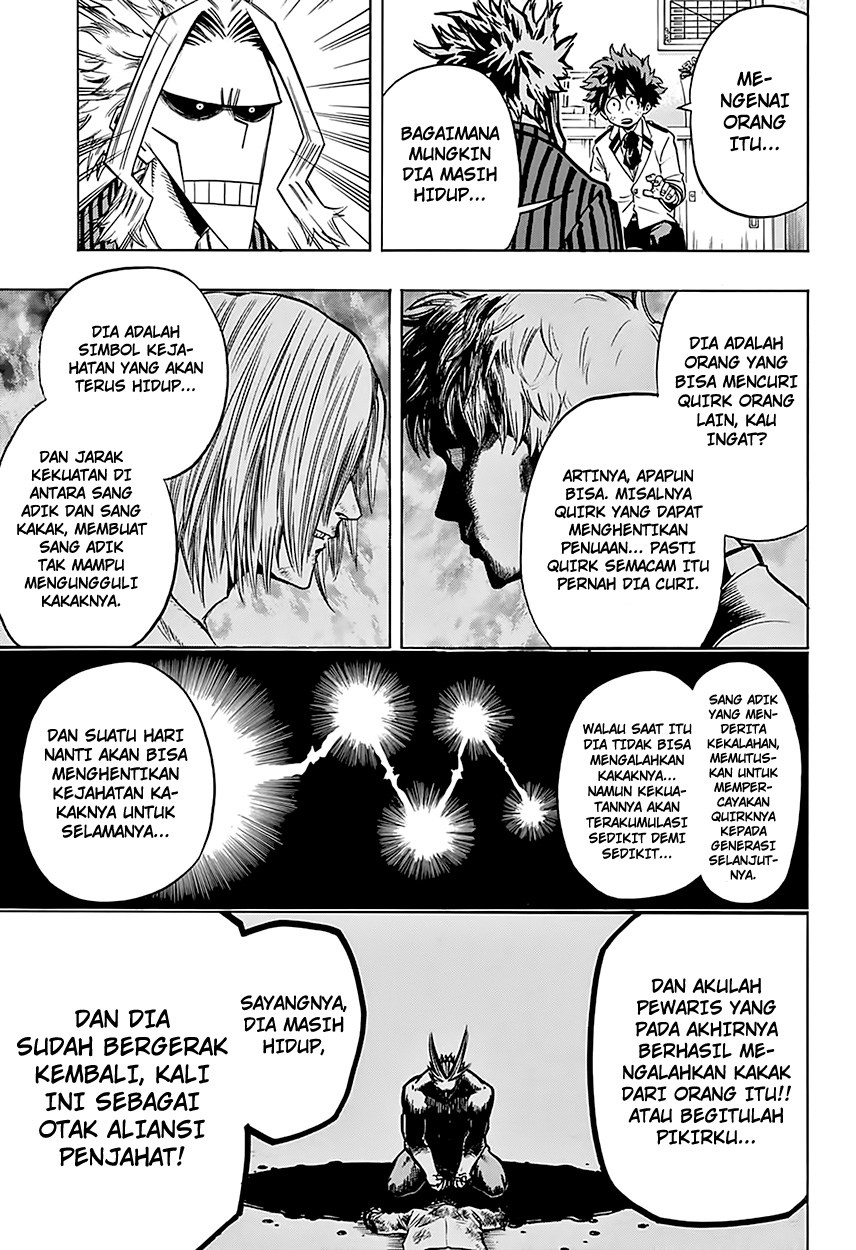 ME-
NGENAI
ORANG
ITU...
BAGAIMANA
MUNGKIN
DIA MASIH
HIDUP...
DIA ADALAH
ORANG YANG
BISA MENCURI
QUIRK ORANG
LAIN, KAU
INGAT?
ARTINYA, APAPUN
BISA. MISALNYA
QUIRK YANG DAPAT
MENGHENTIKAN
PENUAAN... PASTI
QUIRK SEMACAM ITU
PERNAH DIA CURI.
DIA ADALAH
SIMBOL KEJA-
HATAN YANG AKAN
TERUS HIDUP...
DAN JARAK
KEKUATAN DI
ANTARA SANG
ADIK DAN SANG
KAKAK, MEMBUAT
SANG ADIK
TAK MAMPU
MENGUNGGULI
KAKAKNYA.
SANG ADIK
YANG MEN-
DERITA
KEKALAHAN,
MEMUTUS-
KAN UNTUK
MEMPER-
CAYAKAN
QUIRKNYA
KEPADA
GENERASI
SELANJUT-
NYA.
WALAU SAAT ITU
DIA TIDAK BISA
MENGALAHKAN
KAKAKNYA...
NAMUN KEKUA-
TANNYA AKAN
TERAKUMULASI
SEDIKIT DEMI
SEDIKIT...
DAN SUATU HARI
NANTI AKAN BISA
MENGHENTIKAN
KEJAHATAN KA-
KAKNYA UNTUK
SELAMANYA...
DAN AKULAH
PEWARIS YANG
PADA AKHIRNYA
BERHASIL ME-
NGALAHKAN KAKAK
DARI ORANG ITU!!
ATAU BEGITULAH
PIKIRKU...
SAYANGNYA,
DIA MASIH
HIDUP,
DAN DIA
SUDAH BERGERAK
KEMBALI, KALI
INI SEBAGAI
OTAK ALIANSI
PENJAHAT!